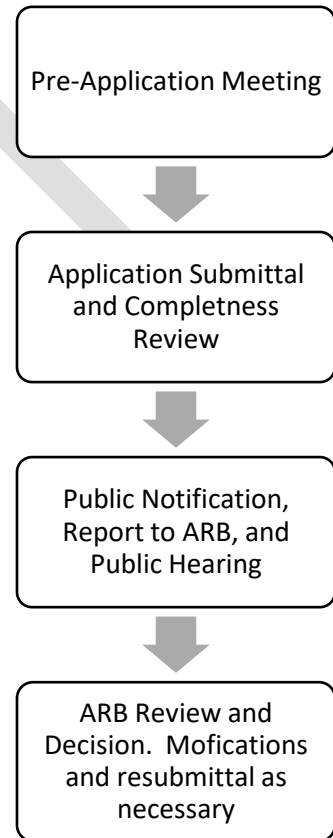 Pre-Application Meeting
Application Submittal
and Completness
Review
Public Notification,
Report to ARB, and
Public Hearing
ARB Review and
Decision.  Mofications
and resubmittal as
necessary